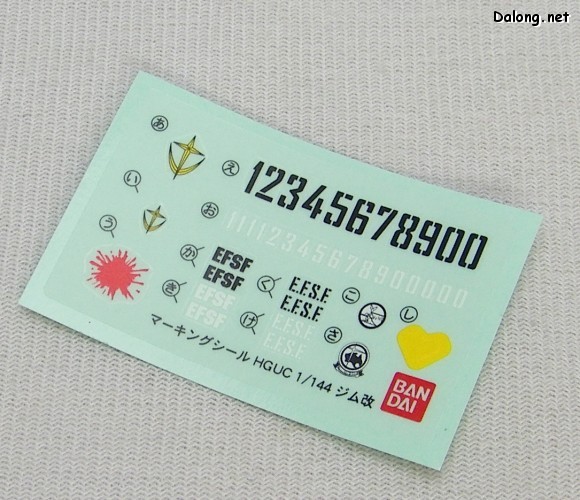 Dalong.net
あ
え
12345678900
い
お
11112345678900000
う
か
EFSF
EFSF
く
E.F.S.F
E.F.S.F
こ
し
き
EFSF
EFSF
け
E.F.S.F
E.F.S.F
さ
マーキングシール HGUC 1/144 ジム改
BAN
DAI